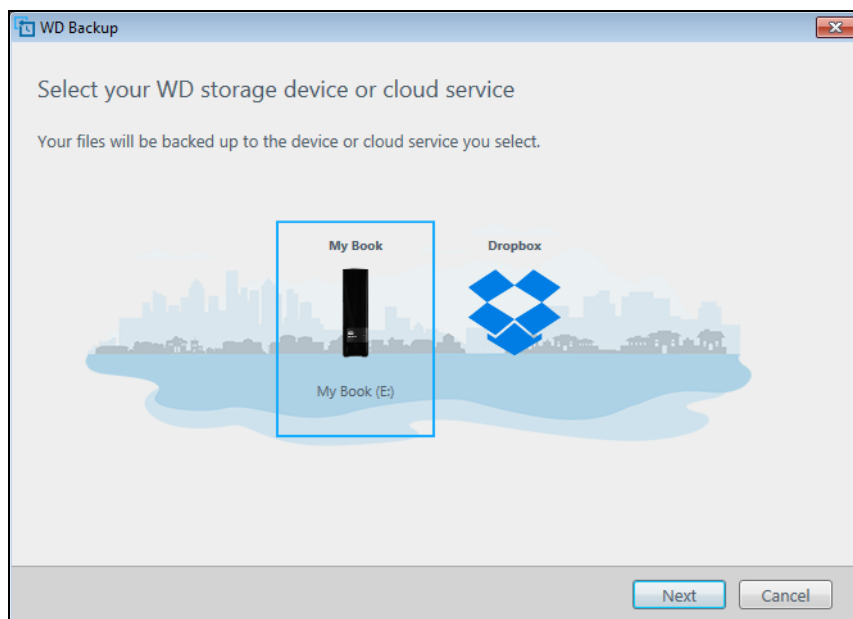 WD Backup
Select your WD storage device or cloud service
Your files will be backed up to the device or cloud service you select.
My Book
Dropbox
My Book (E:)
Next
Cancel